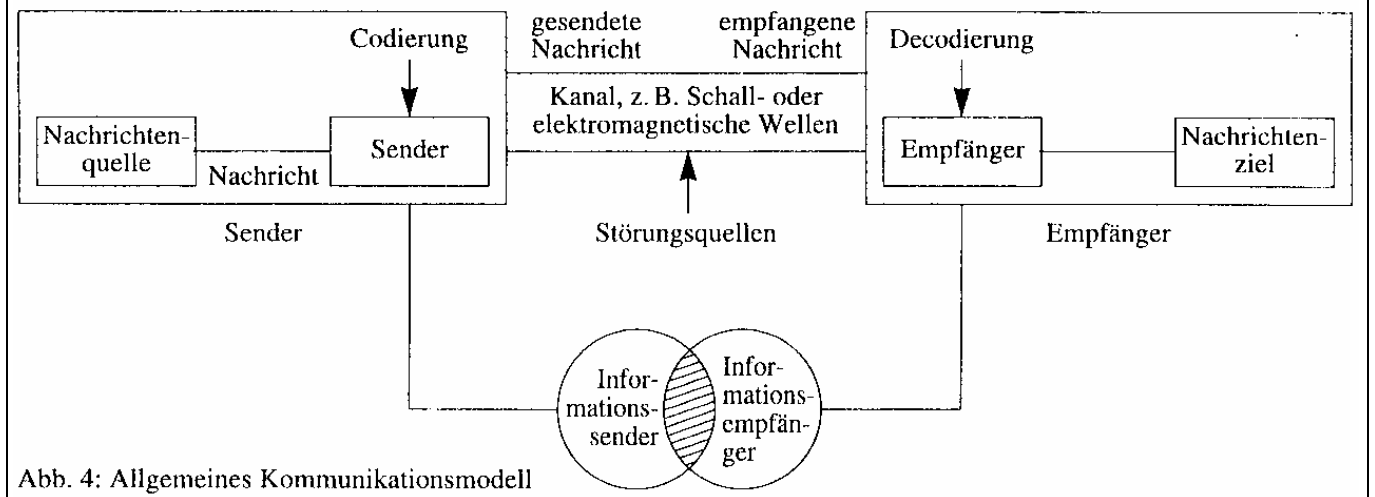 Codierung
gesendete
Nachricht
empfangene
Nachricht
Decodierung
Kanal, z. B. Schall- oder
elektromagnetische Wellen
Nachrichten-
quelle
Nachricht
Sender
Empfänger
Nachrichten-
ziel
Sender
Störungsquellen
Empfänger
Infor-
mations-
sender
Infor-
mations-
empfän-
ger
Abb. 4: Allgemeines Kommunikationsmodell